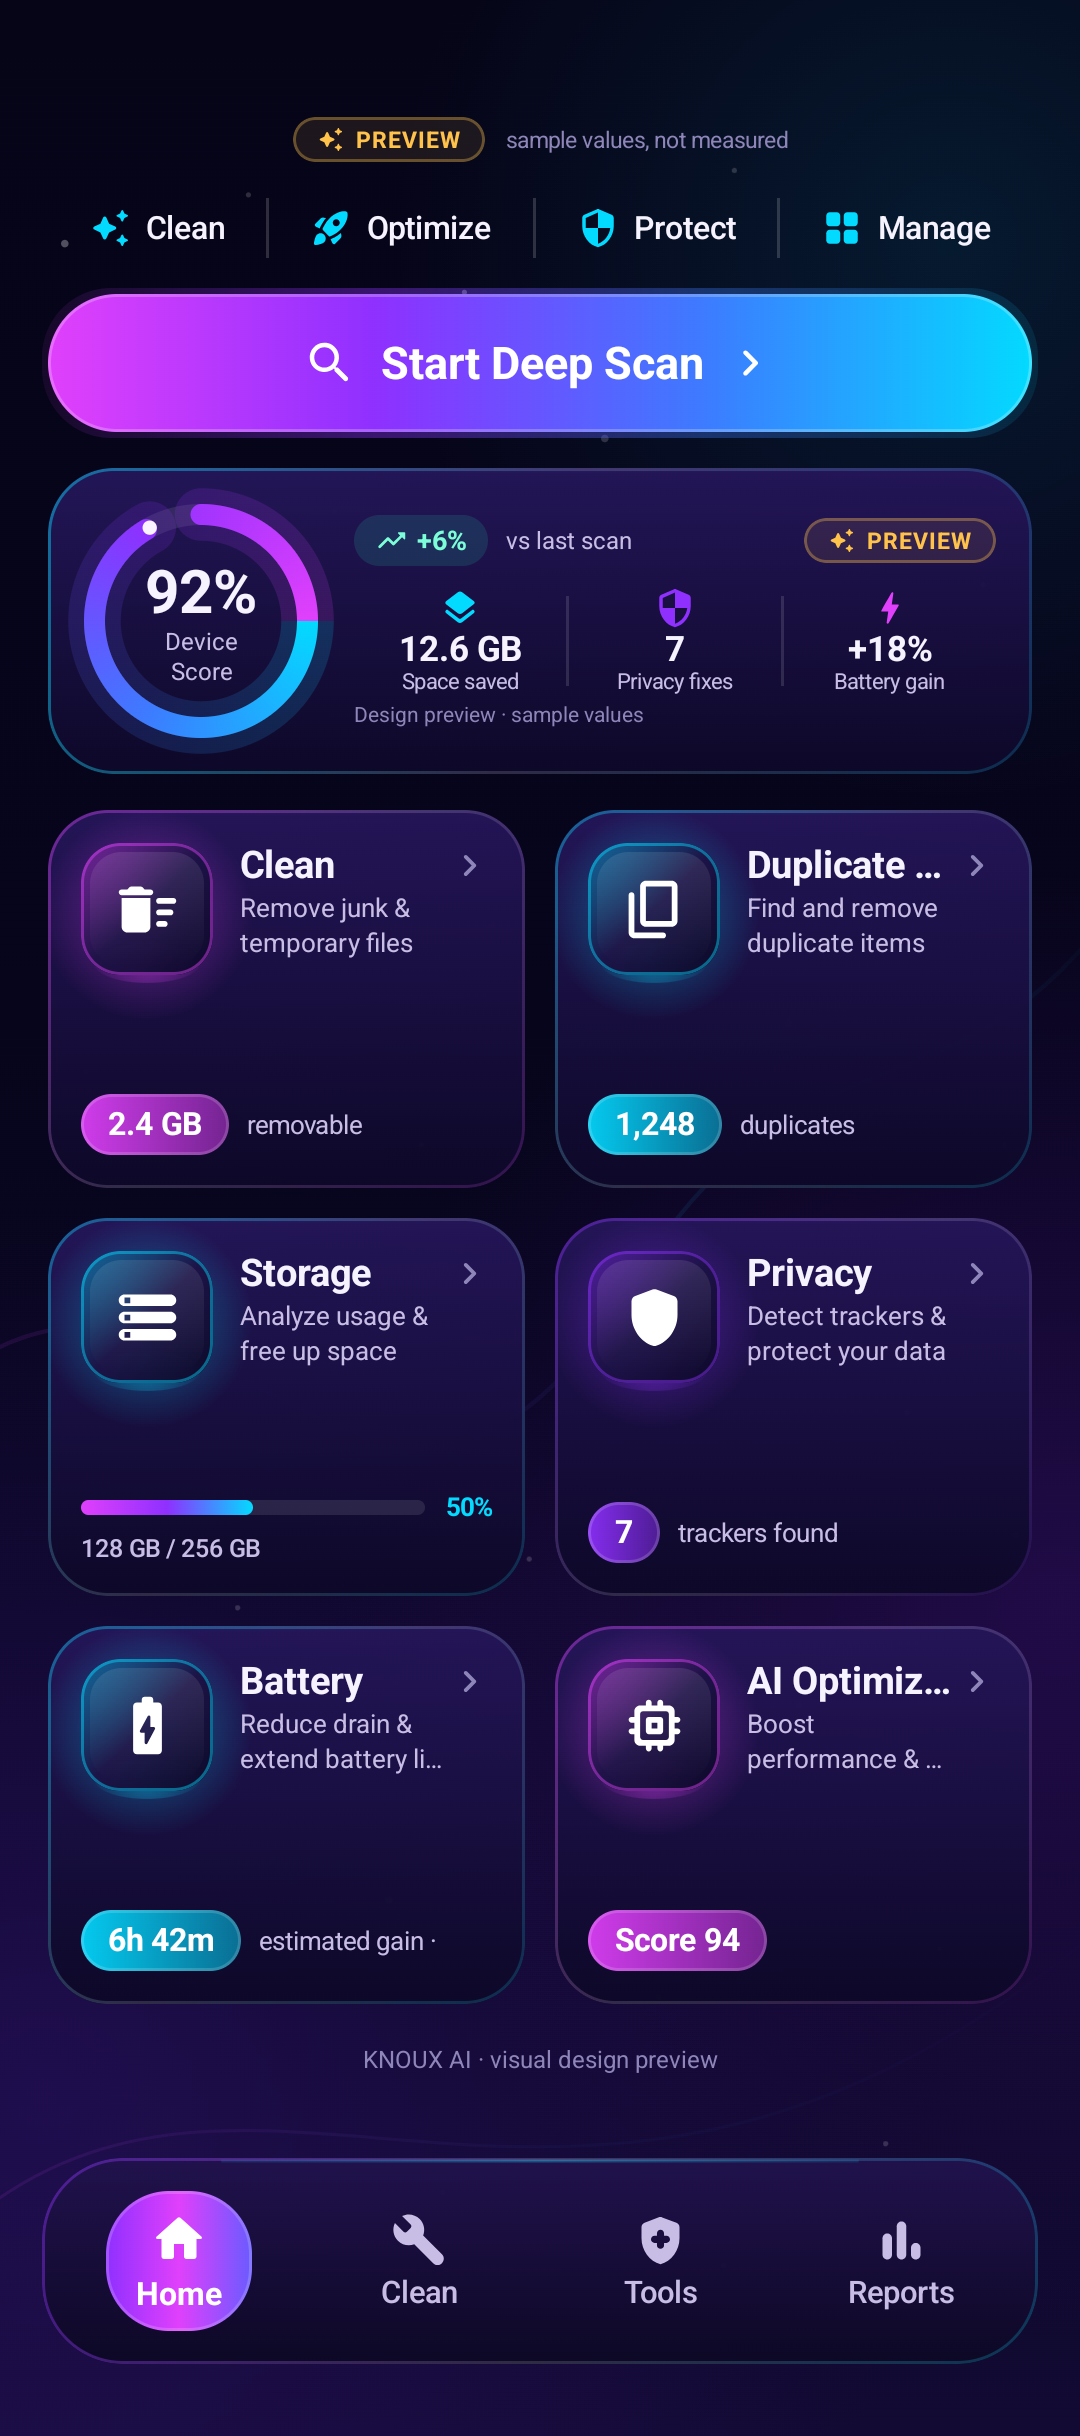 PREVIEW sample values, not measured
Clean Optimize Protect Manage
Start Deep Scan
+6% vs last scan PREVIEW
92%
Device
Score
12.6 GB 7 +18%
Space saved Privacy fixes Battery gain
Design preview · sample values
Clean
Remove junk &
temporary files
2.4 GB removable
Duplicate ...
Find and remove
duplicate items
1,248 duplicates
Storage
Analyze usage &
free up space
50%
128 GB / 256 GB
Privacy
Detect trackers &
protect your data
7 trackers found
Battery
Reduce drain &
extend battery li...
6h 42m estimated gain ·
AI Optimiz...
Boost
performance & ...
Score 94
KNOUX AI · visual design preview
Home Clean Tools Reports